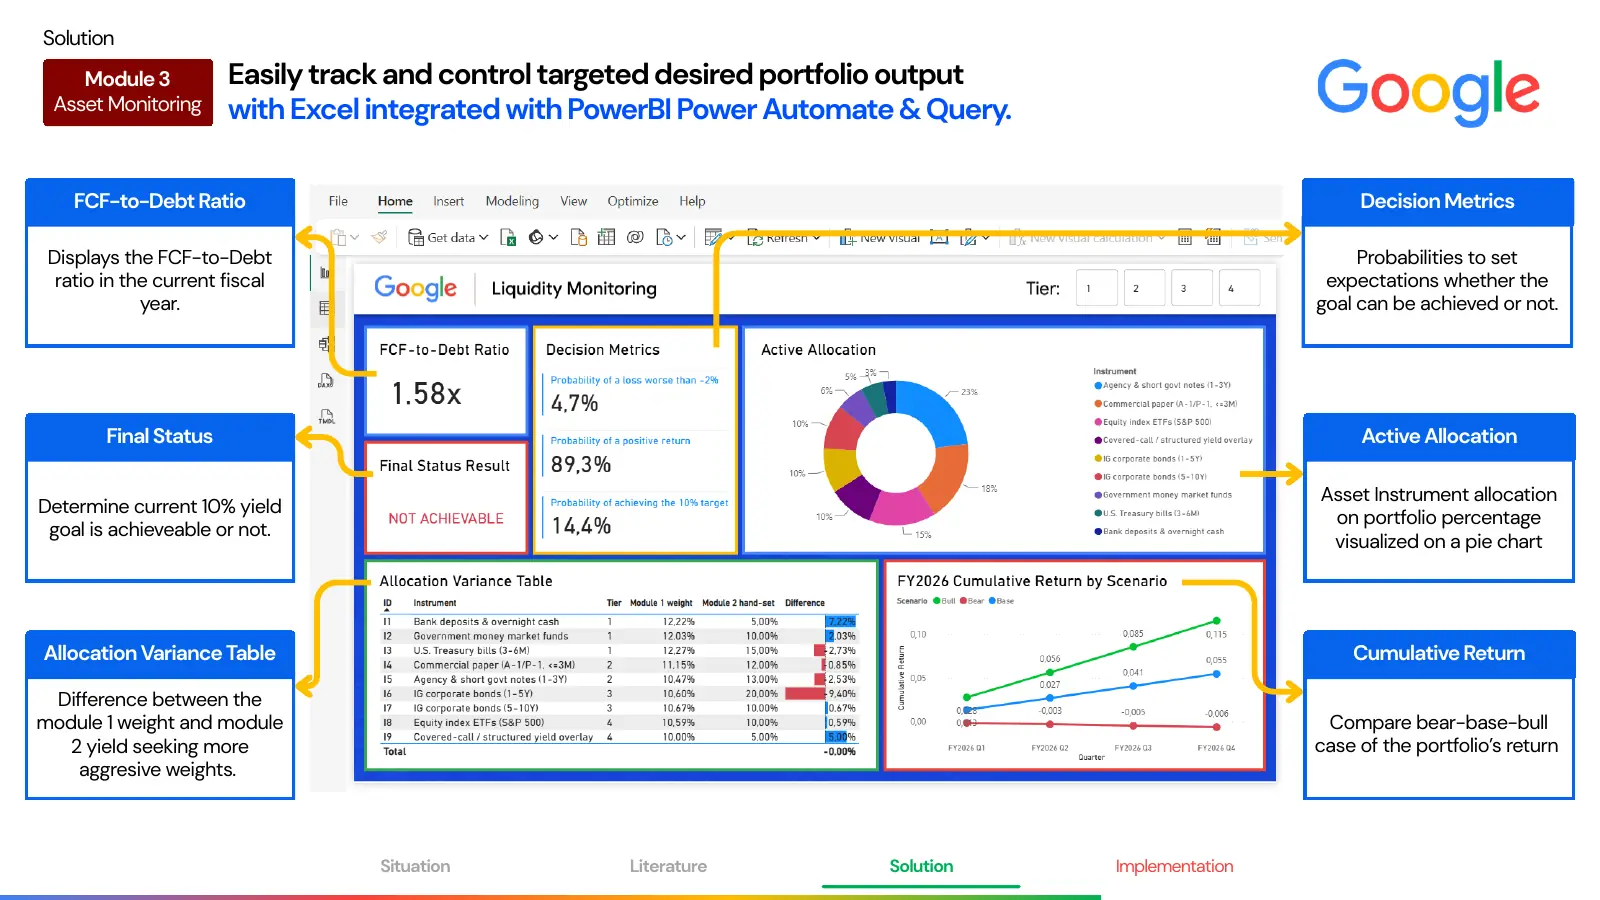 Solution
Module 3
Asset Monitoring
Easily track and control targeted desired portfolio output
with Excel integrated with PowerBI Power Automate & Query.
Google
FCF-to-Debt Ratio
Displays the FCF-to-Debt
ratio in the current fiscal
year.
Final Status
Determine current 10% yield
goal is achieveable or not.
Allocation Variance Table
Difference between the
module 1 weight and module
2 yield seeking more
aggresive weights.
File Home Insert Modeling View Optimize Help
Get data
Refresh
New visual
New visual calculation
Google
Liquidity Monitoring
Tier: 1 2 3 4
FCF-to-Debt Ratio
1.58x
Final Status Result
NOT ACHIEVABLE
Decision Metrics
Probability of a loss worse than -2%
4,7%
Probability of a positive return
89,3%
Probability of achieving the 10% target
14,4%
Active Allocation
23%
18%
15%
10%
10%
10%
6%
5%
3%
Instrument
Agency & short govt notes (1-3Y)
Commercial paper (A-1/P-1, <=3M)
Equity index ETFs (S&P 500)
Covered-call / structured yield overlay
IG corporate bonds (1-5Y)
IG corporate bonds (5-10Y)
Government money market funds
U.S. Treasury bills (3-6M)
Bank deposits & overnight cash
Allocation Variance Table
ID Instrument Tier Module 1 weight Module 2 hand-set Difference
I1 Bank deposits & overnight cash 1 12,22% 5,00% 7,22%
I2 Government money market funds 1 12,03% 10,00% 2,03%
I3 U.S. Treasury bills (3-6M) 1 12,27% 15,00% -2,73%
I4 Commercial paper (A-1/P-1, <=3M) 2 11,15% 12,00% -0,85%
I5 Agency & short govt notes (1-3Y) 2 10,47% 13,00% -2,53%
I6 IG corporate bonds (1-5Y) 3 10,60% 20,00% -9,40%
I7 IG corporate bonds (5-10Y) 3 10,67% 10,00% 0,67%
I8 Equity index ETFs (S&P 500) 4 10,59% 10,00% 0,59%
I9 Covered-call / structured yield overlay 4 10,00% 5,00% 5,00%
Total -0,00%
FY2026 Cumulative Return by Scenario
Scenario Bull Bear Base
Cumulative Return
0,10
0,05
0,00
0,056
0,085
0,115
0,027
0,041
0,055
-0,003
-0,005
-0,006
FY2026 Q1 FY2026 Q2 FY2026 Q3 FY2026 Q4
Quarter
Decision Metrics
Probabilities to set
expectations whether the
goal can be achieved or not.
Active Allocation
Asset Instrument allocation
on portfolio percentage
visualized on a pie chart
Cumulative Return
Compare bear-base-bull
case of the portfolio's return
Situation Literature Solution Implementation